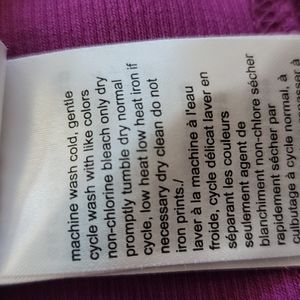 machine wash cold, gentle
cycle wash with like colors
non-chlorine bleach only dry
promptly tumble dry normal
cycle, low heat low heat iron if
necessary dry clean do not
iron prints./
laver à la machine à l'eau
froide, cycle délicat laver en
séparant les couleurs
seulement agent de
blanchiment non-chlore sécher
rapidement sécher par
culbutage à cycle normal, à